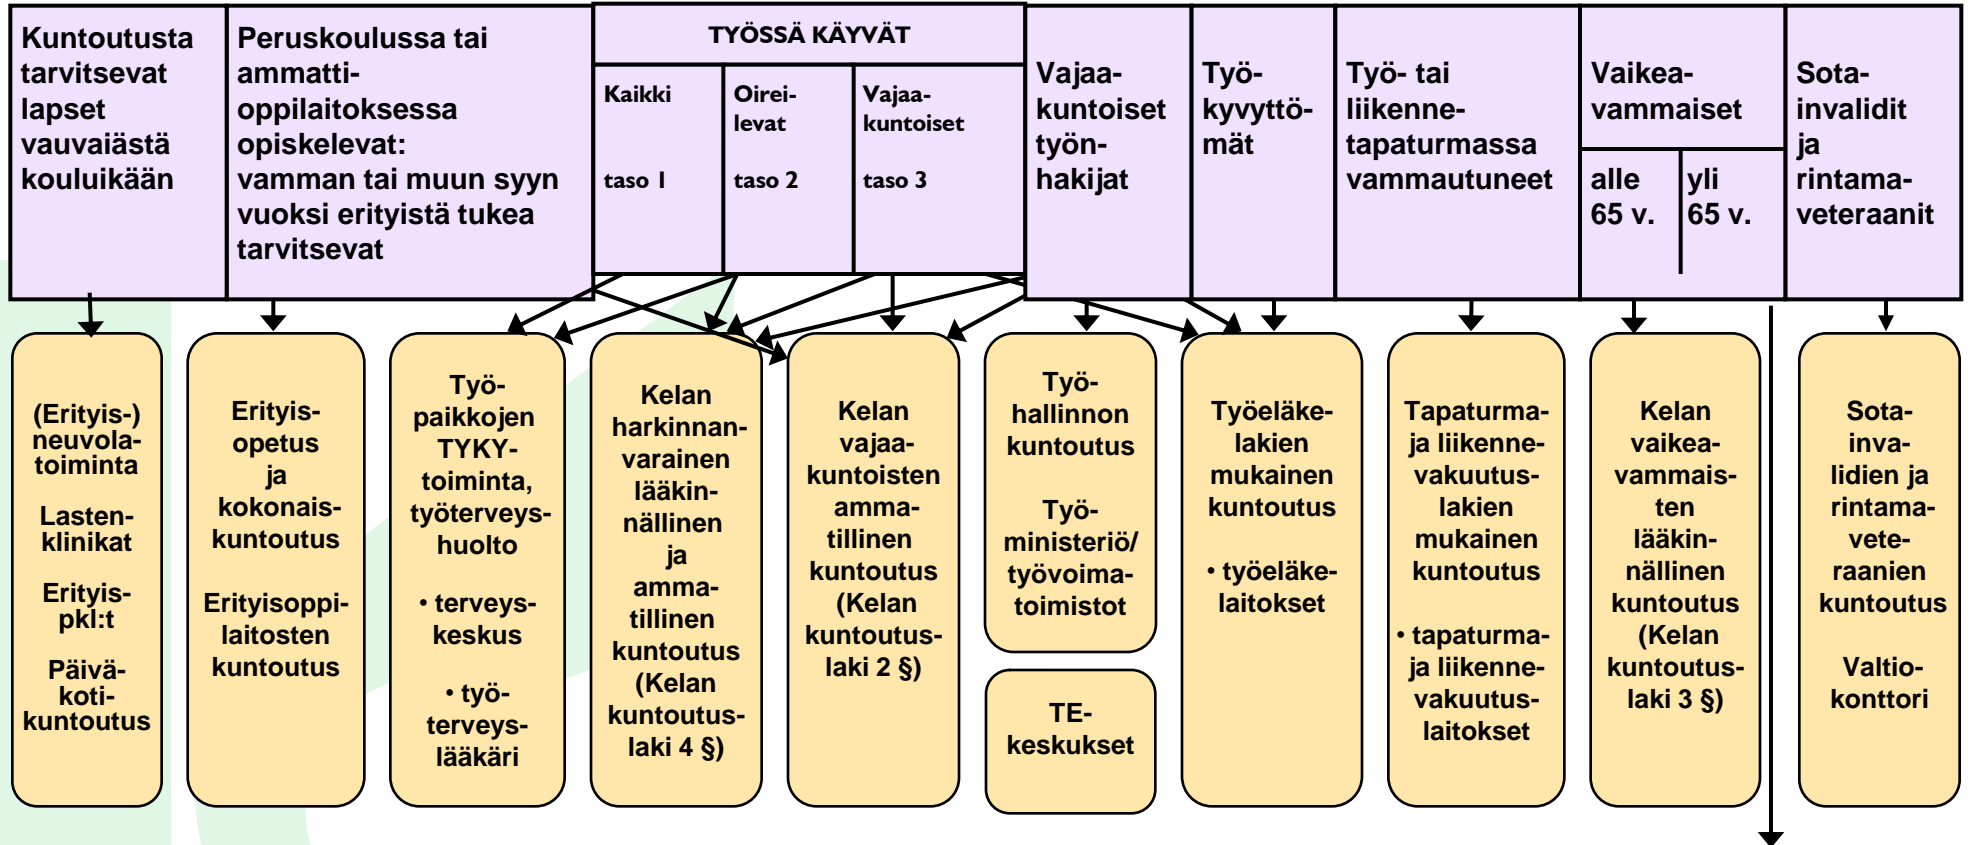 Kuntoutusta
tarvitsevat
lapset
vauvaiästä
kouluikään
Peruskoulussa tai
ammatti-
oppilaitoksessa
opiskelevat:
vamman tai muun syyn
vuoksi erityistä tukea
tarvitsevat
TYÖSSÄ KÄYVÄT
Kaikki
taso 1
Oirei-
levat
taso 2
Vajaa-
kuntoiset
taso 3
Vajaa-
kuntoiset
työn-
hakijat
Työ-
kyvyttö-
mät
Työ- tai
liikenne-
tapaturmassa
vammautuneet
Vaikea-
vammaiset
alle
65 v.
yli
65 v.
Sota-
invalidit
ja
rintama-
veteraanit
(Erityis-)
neuvola-
toiminta
Lasten-
klinikat
Erityis-
pkl:t
Päivä-
koti-
kuntoutus
Erityis-
opetus
ja
kokonais-
kuntoutus
Erityisoppi-
laitosten
kuntoutus
Työ-
paikkojen
TYKY-
toiminta,
työterveys-
huolto
• terveys-
keskus
• työ-
terveys-
lääkäri
Kelan
harkinnan-
varainen
lääkin-
nällinen
ja
amma-
tillinen
kuntoutus
(Kelan
kuntoutus-
laki 4 §)
Kelan
vajaa-
kuntoisten
amma-
tillinen
kuntoutus
(Kelan
kuntoutus-
laki 2 §)
Työ-
hallinnon
kuntoutus
Työ-
ministeriö/
työvoima-
toimistot
TE-
keskukset
Työeläke-
lakien
mukainen
kuntoutus
• työeläke-
laitokset
Tapaturma-
ja liikenne-
vakuutus-
lakien
mukainen
kuntoutus
• tapaturma-
ja liikenne-
vakuutus-
laitokset
Kelan
vaikea-
vammais-
ten
lääkin-
nällinen
kuntoutus
(Kelan
kuntoutus-
laki 3 §)
Sota-
inva-
lidien ja
rintama-
vete-
raanien
kuntoutus
Valtio-
konttori